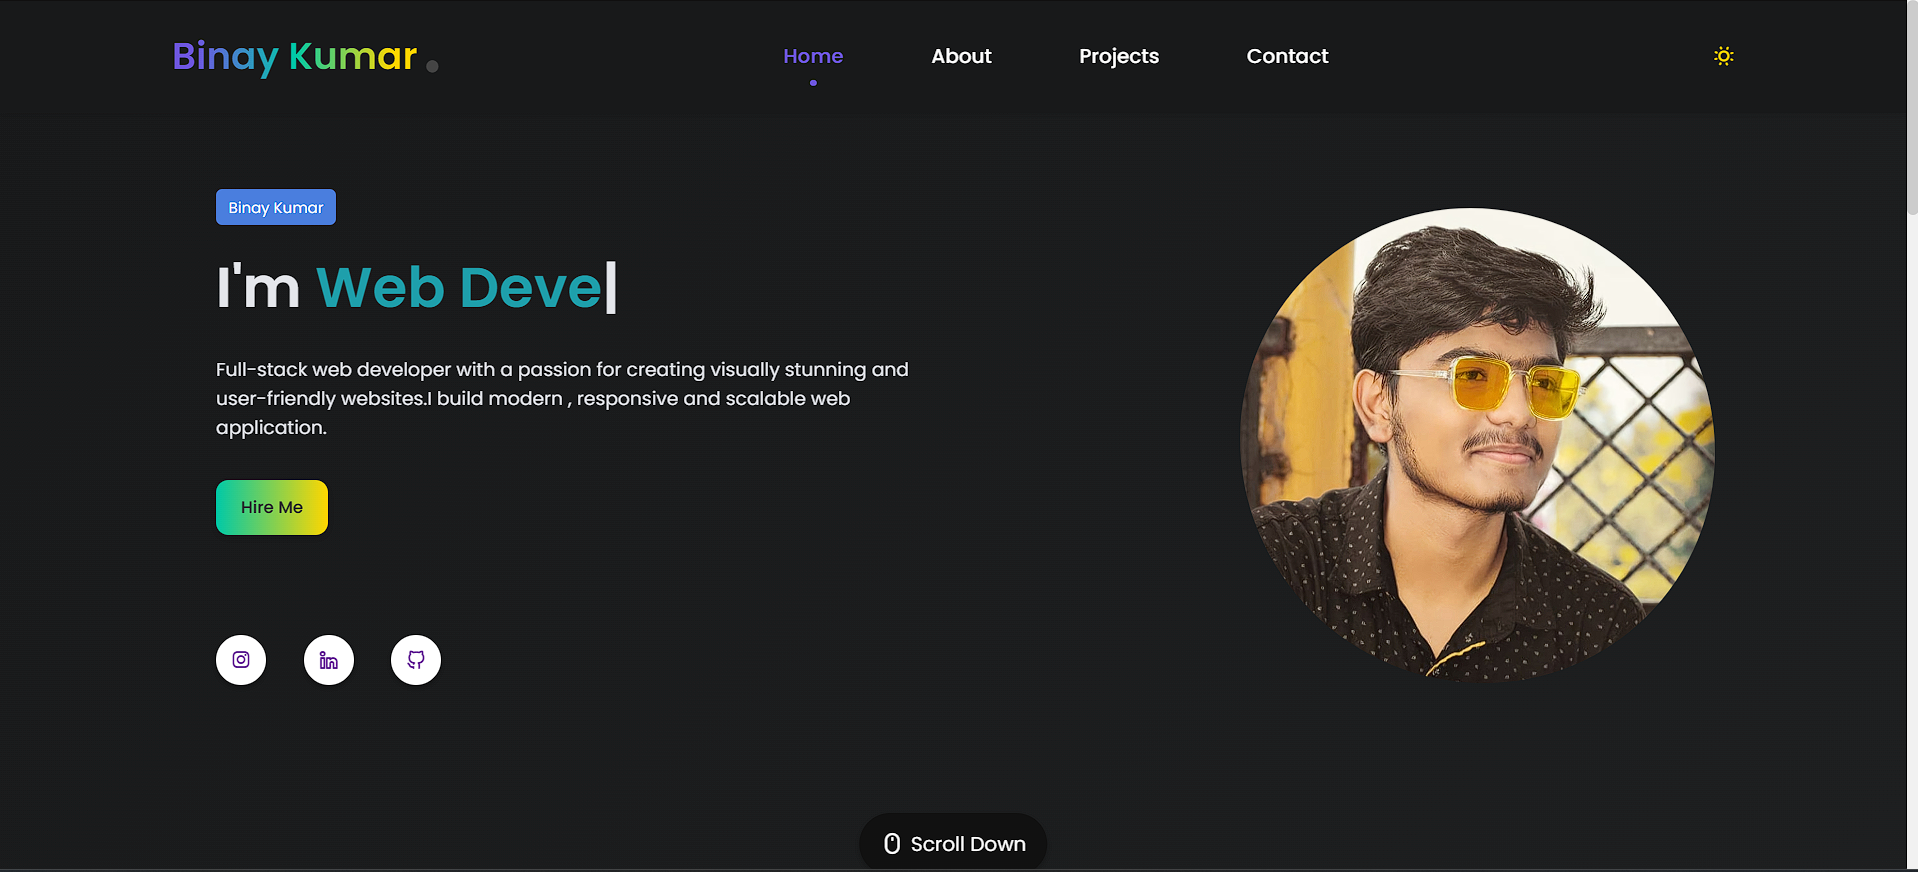 Binay Kumar
Home About Projects Contact
Binay Kumar
I'm Web Deve|
Full-stack web developer with a passion for creating visually stunning and
user-friendly websites.I build modern , responsive and scalable web
application.
Hire Me
Scroll Down